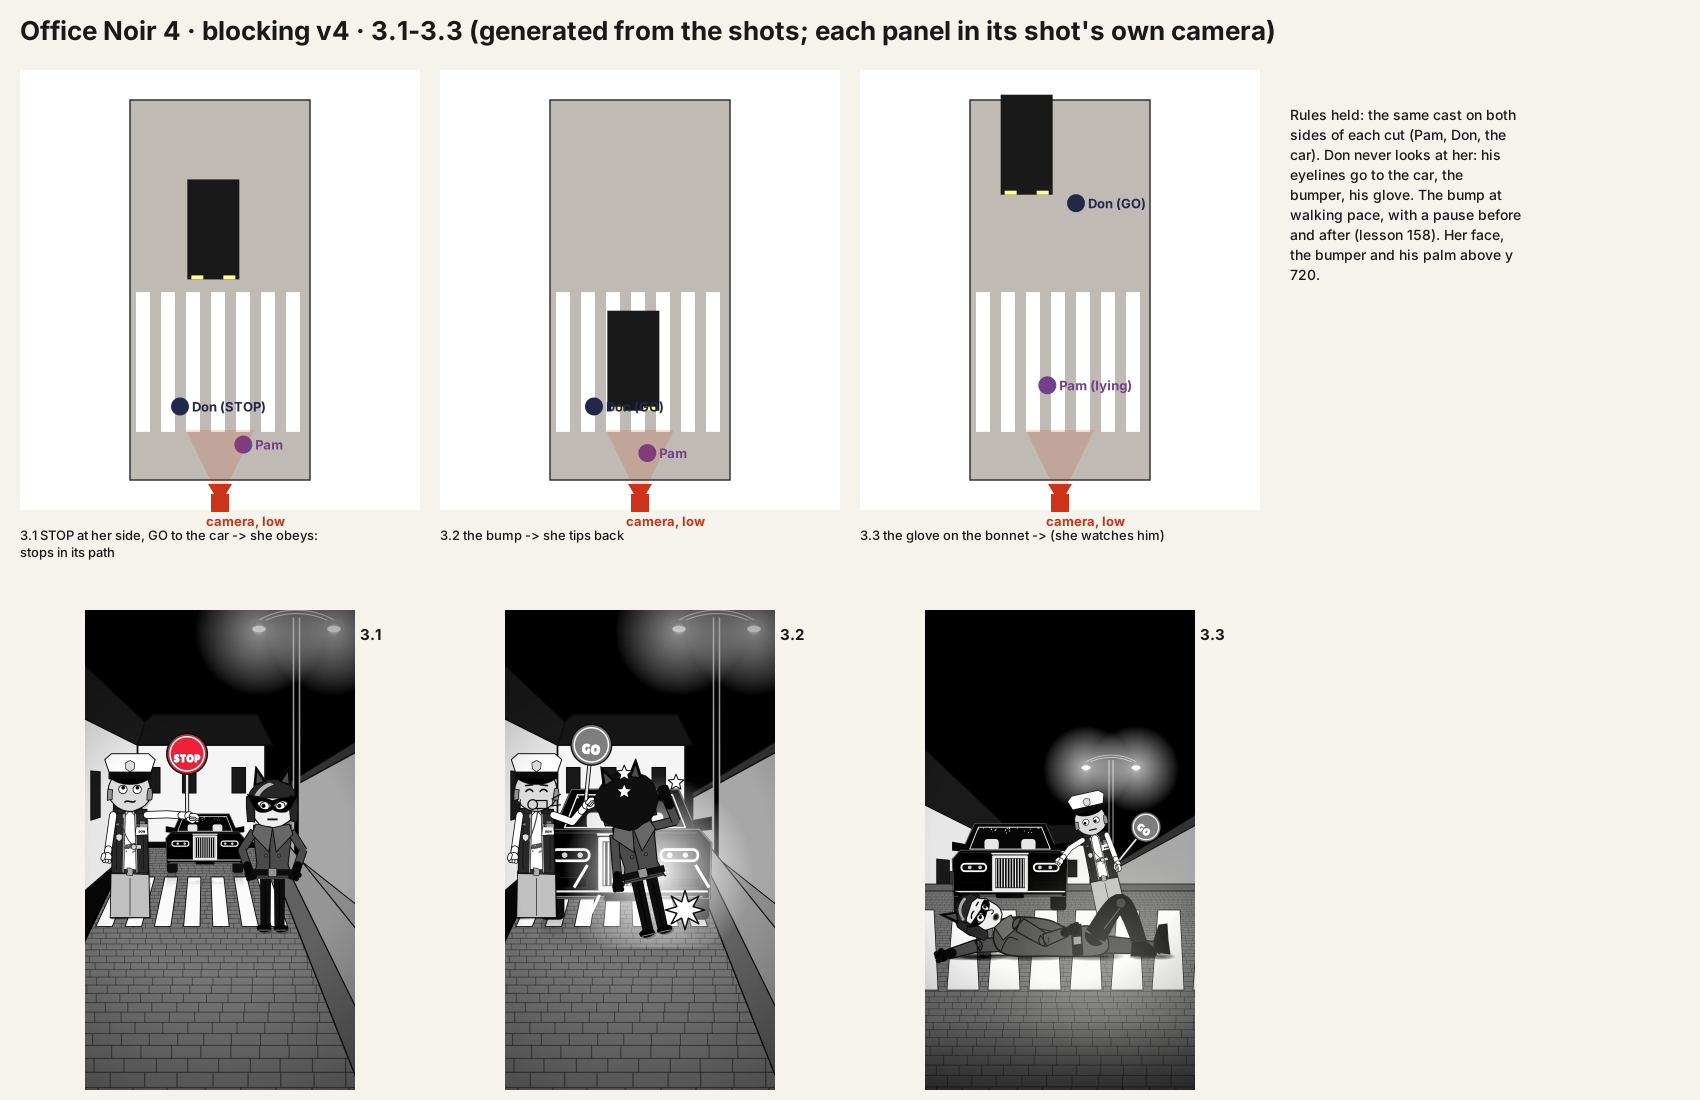 Office Noir 4 · blocking v4 · 3.1-3.3 (generated from the shots; each panel in its shot's own camera)
Don (STOP)
Pam
camera, low
3.1 STOP at her side, GO to the car -> she obeys:
stops in its path
Don (GO)
Pam
camera, low
3.2 the bump -> she tips back
Don (GO)
Pam (lying)
camera, low
3.3 the glove on the bonnet -> (she watches him)
Rules held: the same cast on both
sides of each cut (Pam, Don, the
car). Don never looks at her: his
eyelines go to the car, the
bumper, his glove. The bump at
walking pace, with a pause before
and after (lesson 158). Her face,
the bumper and his palm above y
720.
3.1
STOP
DON
3.2
GO
DON
3.3
GO